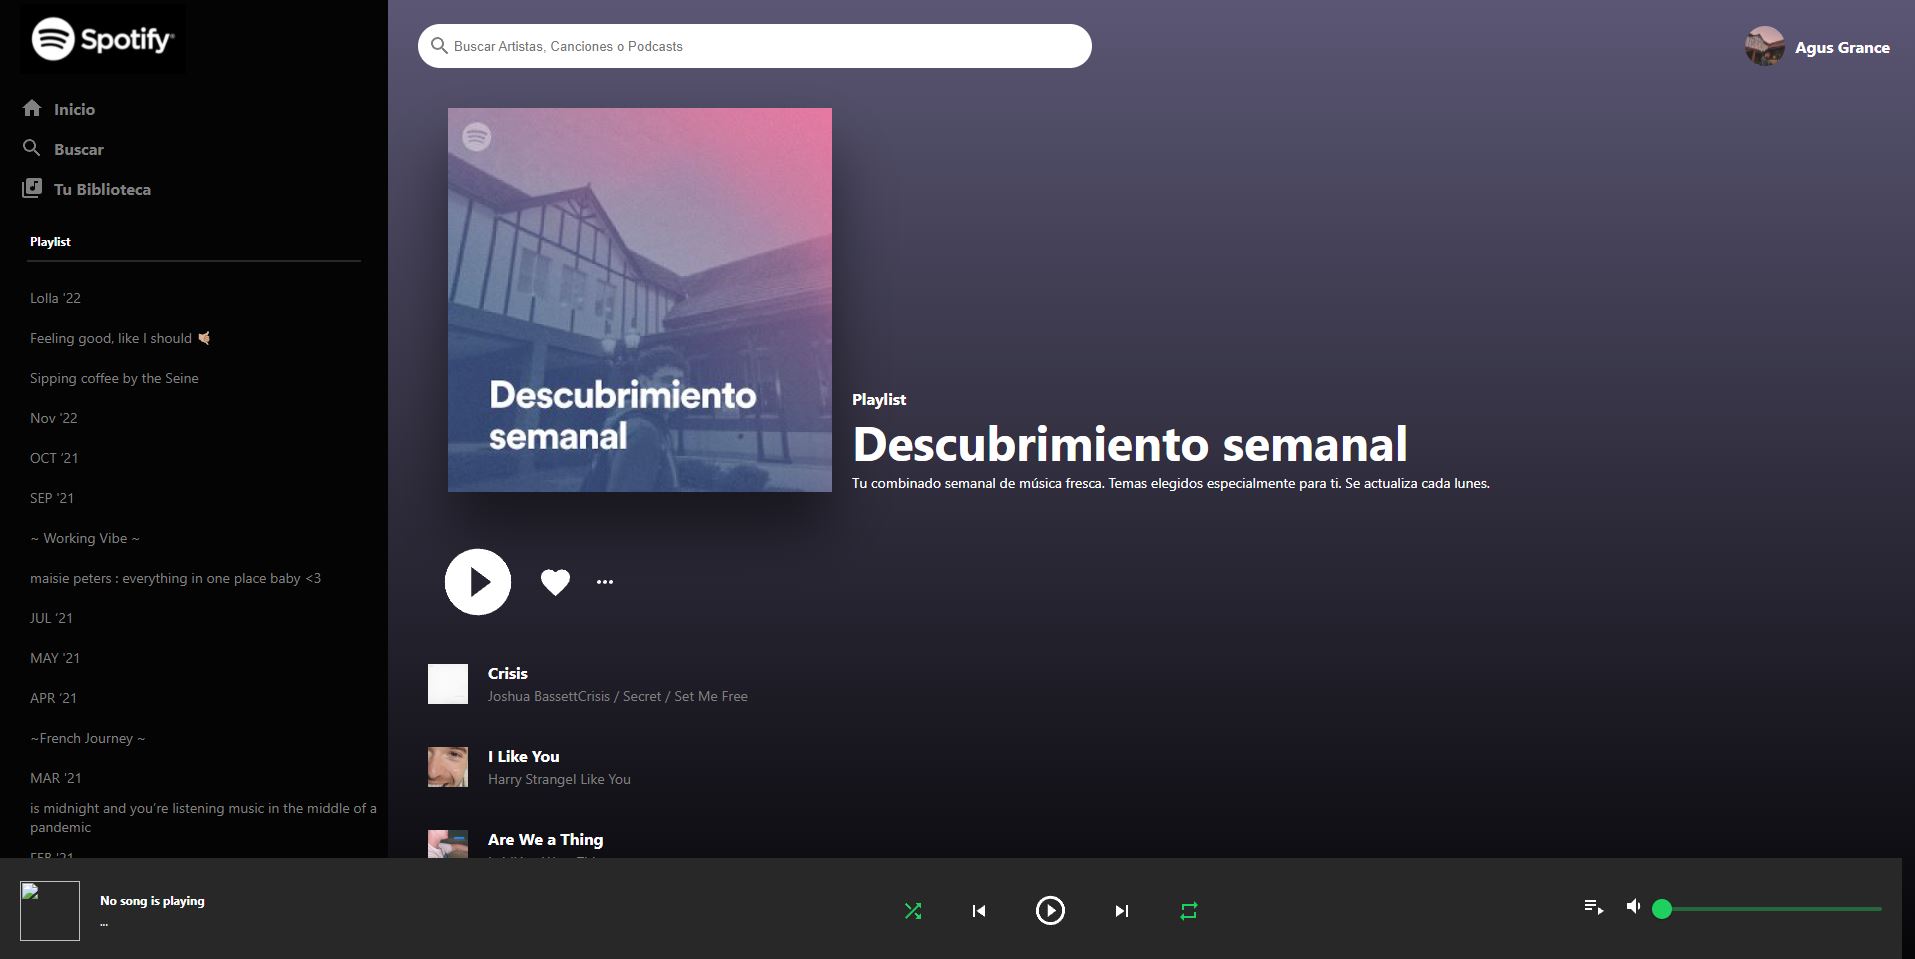 Spotify®
Inicio
Buscar
Tu Biblioteca
Playlist
Lolla '22
Feeling good, like I should 🤙🏼
Sipping coffee by the Seine
Nov '22
OCT '21
SEP '21
~ Working Vibe ~
maisie peters : everything in one place baby <3
JUL '21
MAY '21
APR '21
~French Journey ~
MAR '21
is midnight and you're listening music in the middle of a
pandemic
FEB '21
Buscar Artistas, Canciones o Podcasts
Agus Grance
Descubrimiento
semanal
Playlist
Descubrimiento semanal
Tu combinado semanal de música fresca. Temas elegidos especialmente para ti. Se actualiza cada lunes.
Crisis
Joshua BassettCrisis / Secret / Set Me Free
I Like You
Harry StrangeI Like You
Are We a Thing
No song is playing
...